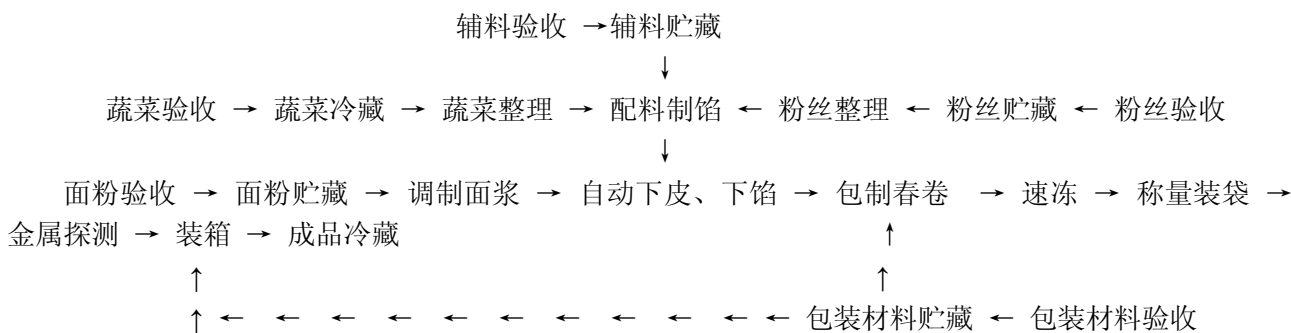 辅料验收 →辅料贮藏
↓
蔬菜验收 → 蔬菜冷藏 → 蔬菜整理 → 配料制馅 ← 粉丝整理 ← 粉丝贮藏 ← 粉丝验收
↓
面粉验收 → 面粉贮藏 → 调制面浆 → 自动下皮、下馅 → 包制春卷 → 速冻 → 称量装袋 →
金属探测 → 装箱 → 成品冷藏 ↑
↑ ↑
↑ ← ← ← ← ← ← ← ← ← ← ← 包装材料贮藏 ← 包装材料验收